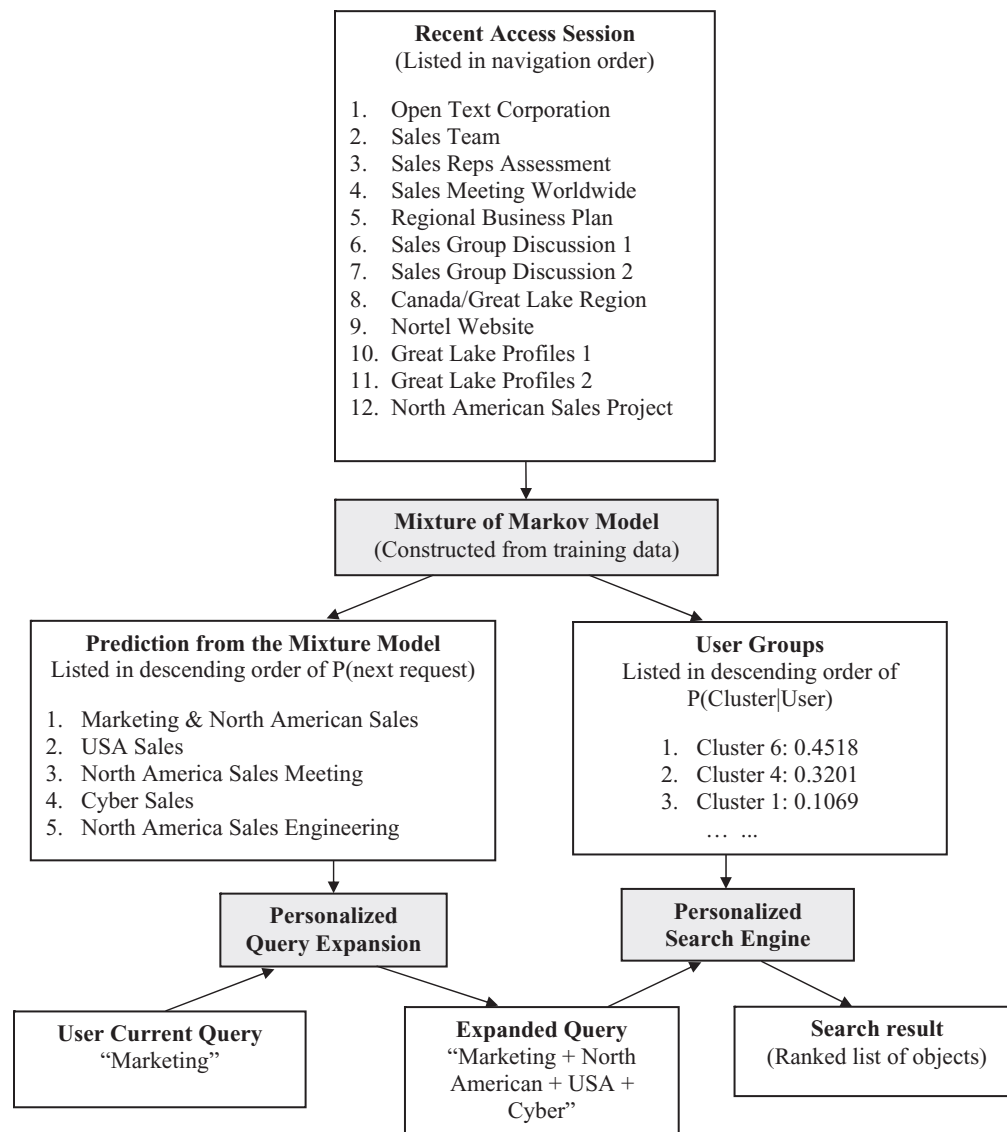 Recent Access Session
(Listed in navigation order)
1. Open Text Corporation
2. Sales Team
3. Sales Reps Assessment
4. Sales Meeting Worldwide
5. Regional Business Plan
6. Sales Group Discussion 1
7. Sales Group Discussion 2
8. Canada/Great Lake Region
9. Nortel Website
10. Great Lake Profiles 1
11. Great Lake Profiles 2
12. North American Sales Project
Mixture of Markov Model
(Constructed from training data)
Prediction from the Mixture Model
Listed in descending order of P(next request)
1. Marketing & North American Sales
2. USA Sales
3. North America Sales Meeting
4. Cyber Sales
5. North America Sales Engineering
User Groups
Listed in descending order of
P(Cluster|User)
1. Cluster 6: 0.4518
2. Cluster 4: 0.3201
3. Cluster 1: 0.1069
… ...
Personalized
Query Expansion
Personalized
Search Engine
User Current Query
“Marketing”
Expanded Query
“Marketing + North
American + USA +
Cyber”
Search result
(Ranked list of objects)